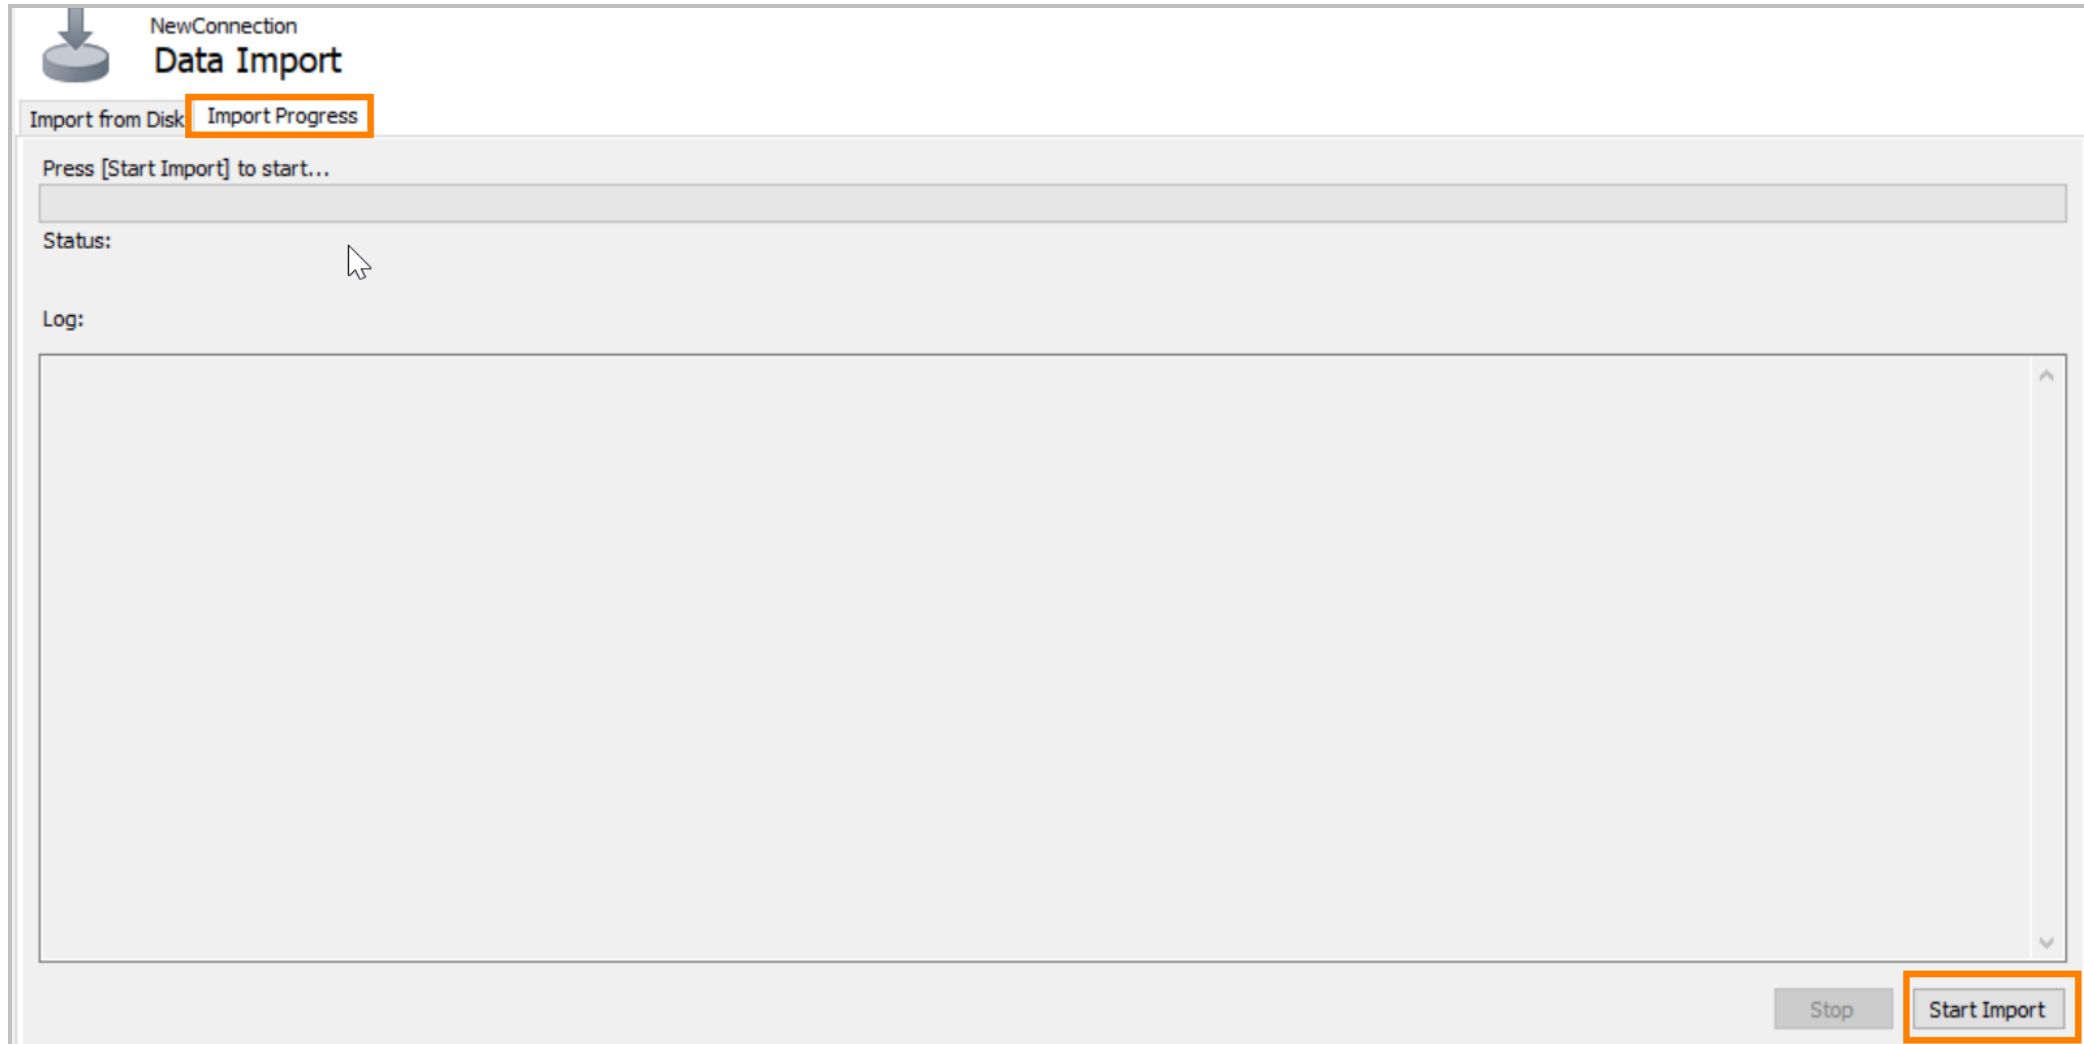 NewConnection
Data Import
Import from Disk Import Progress
Press [Start Import] to start...
Status:
Log:
Stop Start Import